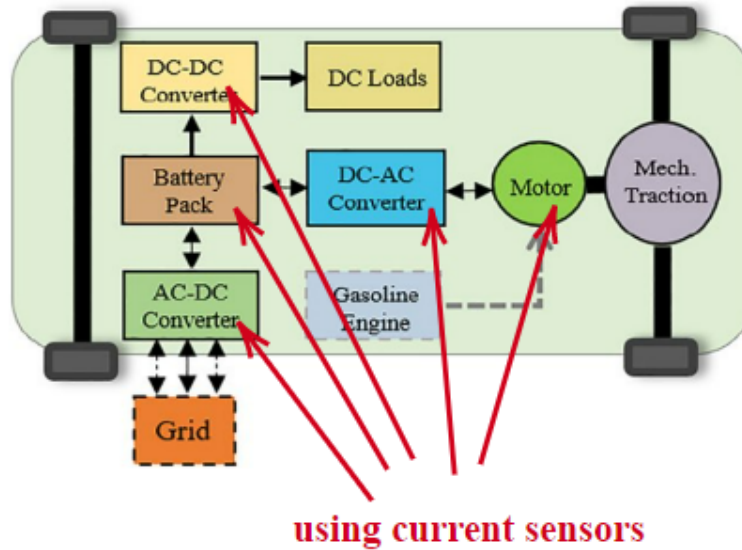 DC-DC
Converter
DC Loads
Battery
Pack
DC-AC
Converter
Motor
Mech.
Traction
AC-DC
Converter
Gasoline
Engine
Grid
using current sensors